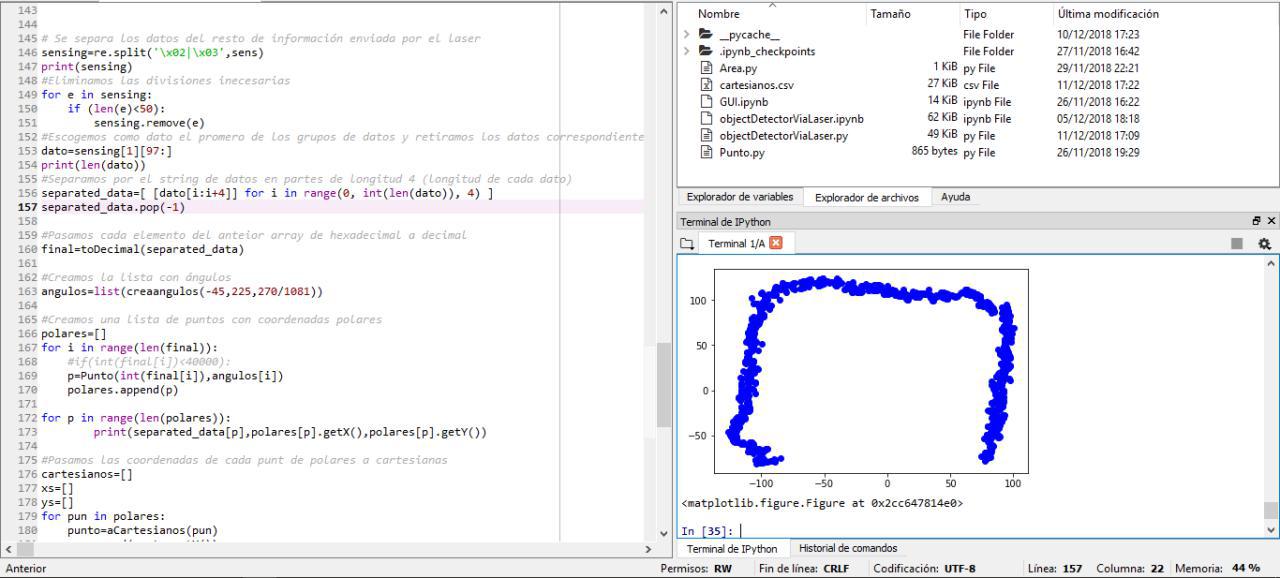 143
144
145 # Se separa los datos del resto de información enviada por el laser
146 sensing=re.split('\x02|\x03',sens)
147 print(sensing)
148 #Eliminamos las divisiones inecesarias
149 for e in sensing:
150 if (len(e)<50):
151 sensing.remove(e)
152 #Escogemos como dato el promero de los grupos de datos y retiramos los datos correspondiente
153 dato=sensing[1][97:]
154 print(len(dato))
155 #Separamos por el string de datos en partes de longitud 4 (longitud de cada dato)
156 separated_data=[ [dato[i:i+4]] for i in range(0, int(len(dato)), 4) ]
157 separated_data.pop(-1)
158
159 #Pasamos cada elemento del anteior array de hexadecimal a decimal
160 final=toDecimal(separated_data)
161
162 #Creamos la lista con ángulos
163 angulos=list(creaangulos(-45,225,270/1081))
164
165 #Creamos una lista de puntos con coordenadas polares
166 polares=[]
167 for i in range(len(final)):
168 #if(int(final[i])<40000):
169 p=Punto(int(final[i]),angulos[i])
170 polares.append(p)
171
172 for p in range(len(polares)):
173 print(separated_data[p],polares[p].getX(),polares[p].getY())
174
175 #Pasamos las coordenadas de cada punt de polares a cartesianas
176 cartesianos=[]
177 xs=[]
178 ys=[]
179 for pun in polares:
180 punto=aCartesianos(pun)
Anterior
Nombre Tamaño Tipo Última modificación
__pycache__ File Folder 10/12/2018 17:23
.ipynb_checkpoints File Folder 27/11/2018 16:42
Area.py 1 KiB py File 29/11/2018 22:21
cartesianos.csv 27 KiB csv File 11/12/2018 17:22
GUI.ipynb 14 KiB ipynb File 26/11/2018 16:22
objectDetectorViaLaser.ipynb 62 KiB ipynb File 05/12/2018 18:18
objectDetectorViaLaser.py 49 KiB py File 11/12/2018 17:09
Punto.py 865 bytes py File 26/11/2018 19:29
Explorador de variables Explorador de archivos Ayuda
Terminal de IPython
Terminal 1/A
100
50
0
−50
−100 −50 0 50 100
<matplotlib.figure.Figure at 0x2cc647814e0>
In [35]:
Terminal de IPython Historial de comandos
Permisos: RW Fin de línea: CRLF Codificación: UTF-8 Línea: 157 Columna: 22 Memoria: 44 %